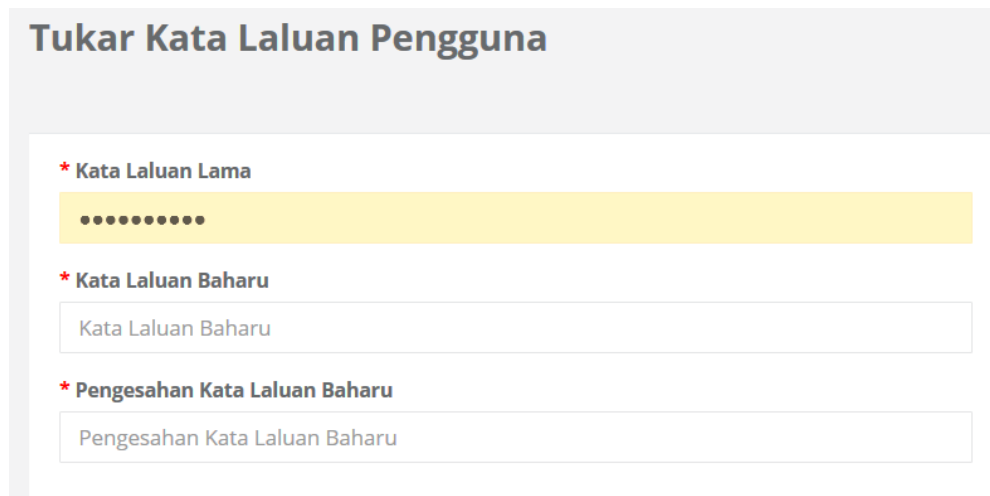 Tukar Kata Laluan Pengguna
* Kata Laluan Lama
••••••••••
* Kata Laluan Baharu
Kata Laluan Baharu
* Pengesahan Kata Laluan Baharu
Pengesahan Kata Laluan Baharu